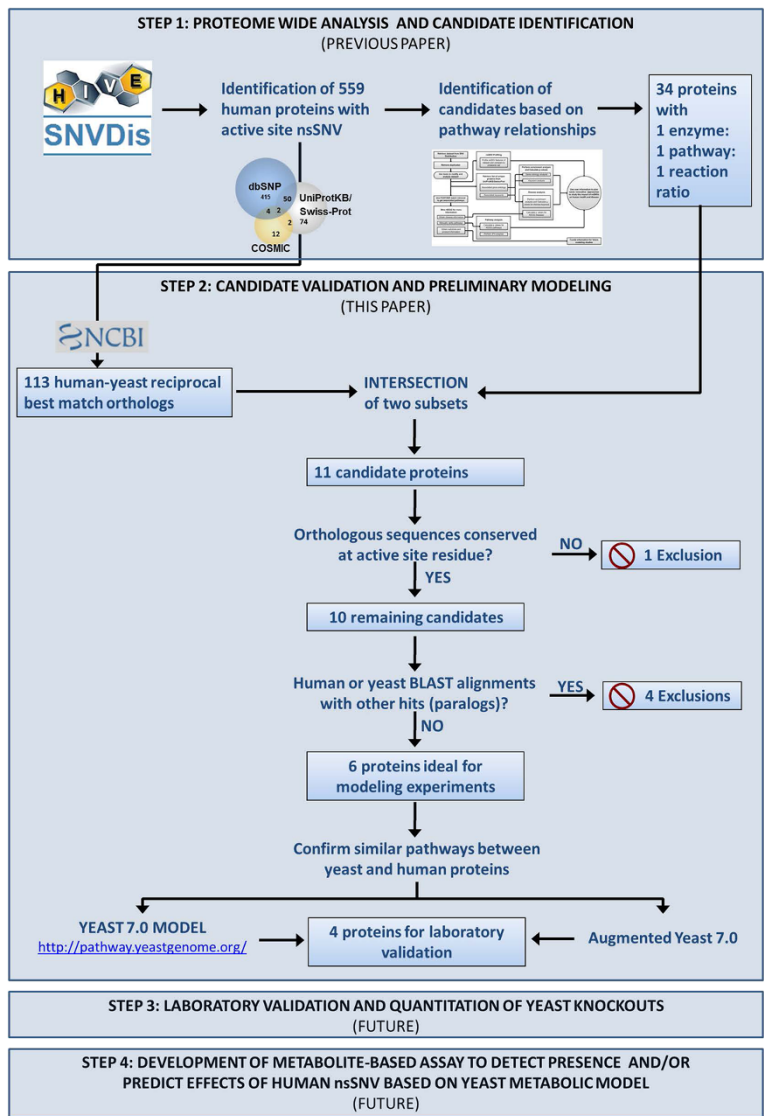 STEP 1: PROTEOME WIDE ANALYSIS AND CANDIDATE IDENTIFICATION
(PREVIOUS PAPER)
HIVE
SNVDis
Identification of 559
human proteins with
active site nsSNV
Identification of
candidates based on
pathway relationships
34 proteins
with
1 enzyme:
1 pathway:
1 reaction
ratio
dbSNP
415
50
UniProtKB/
Swiss-Prot
4
2
2
74
12
COSMIC
STEP 2: CANDIDATE VALIDATION AND PRELIMINARY MODELING
(THIS PAPER)
NCBI
113 human-yeast reciprocal
best match orthologs
INTERSECTION
of two subsets
11 candidate proteins
Orthologous sequences conserved
at active site residue?
NO
1 Exclusion
YES
10 remaining candidates
Human or yeast BLAST alignments
with other hits (paralogs)?
YES
4 Exclusions
NO
6 proteins ideal for
modeling experiments
Confirm similar pathways between
yeast and human proteins
YEAST 7.0 MODEL
http://pathway.yeastgenome.org/
4 proteins for laboratory
validation
Augmented Yeast 7.0
STEP 3: LABORATORY VALIDATION AND QUANTITATION OF YEAST KNOCKOUTS
(FUTURE)
STEP 4: DEVELOPMENT OF METABOLITE-BASED ASSAY TO DETECT PRESENCE AND/OR
PREDICT EFFECTS OF HUMAN nsSNV BASED ON YEAST METABOLIC MODEL
(FUTURE)